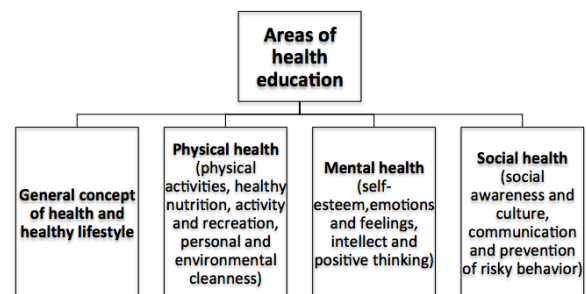 Areas of
health
education
General concept
of health and
healthy lifestyle
Physical health
(physical
activities, healthy
nutrition, activity
and recreation,
personal and
environmental
cleanness)
Mental health
(self-
esteem,emotions
and feelings,
intellect and
positive thinking)
Social health
(social
awareness and
culture,
communication
and prevention
of risky behavior)